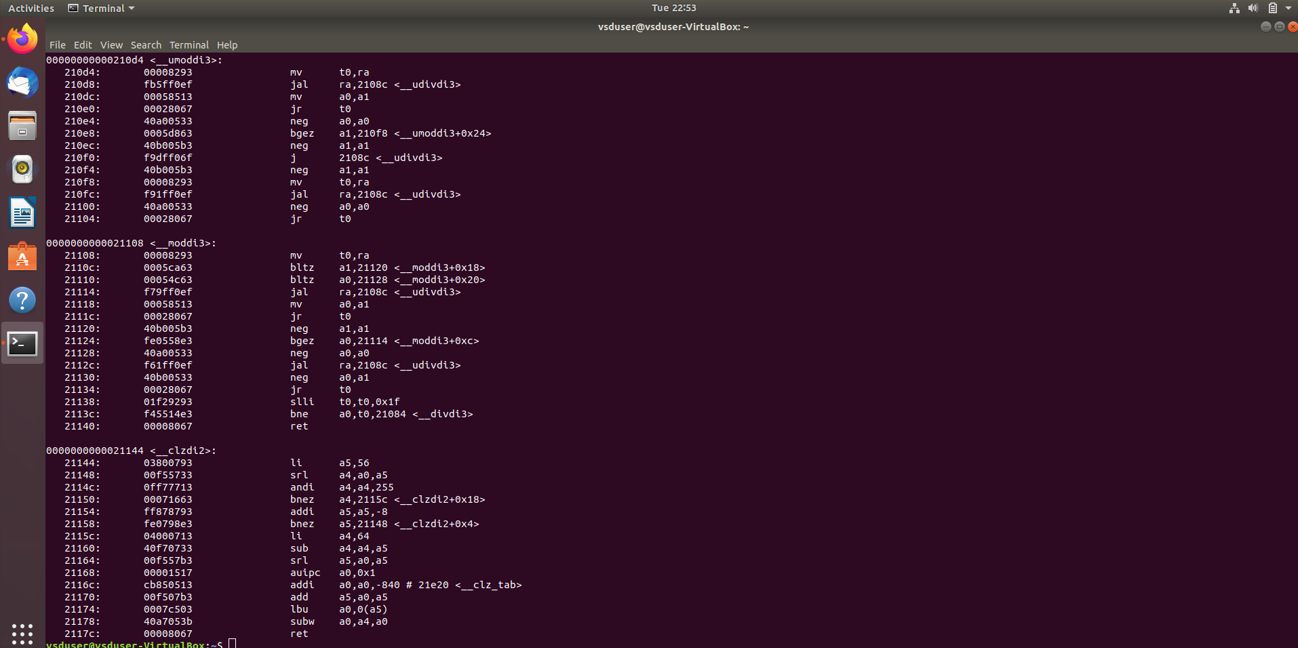 Activities Terminal Tue 22:53
vsduser@vsduser-VirtualBox: ~
File Edit View Search Terminal Help
00000000000210d4 <__umoddi3>:
210d4: 00008293 mv t0,ra
210d8: fb5ff0ef jal ra,2108c <__udivdi3>
210dc: 00058513 mv a0,a1
210e0: 00028067 jr t0
210e4: 40a00533 neg a0,a0
210e8: 0005d863 bgez a1,210f8 <__umoddi3+0x24>
210ec: 40b005b3 neg a1,a1
210f0: f9dff06f j 2108c <__udivdi3>
210f4: 40b005b3 neg a1,a1
210f8: 00008293 mv t0,ra
210fc: f91ff0ef jal ra,2108c <__udivdi3>
21100: 40a00533 neg a0,a0
21104: 00028067 jr t0
0000000000021108 <__moddi3>:
21108: 00008293 mv t0,ra
2110c: 0005ca63 bltz a1,21120 <__moddi3+0x18>
21110: 00054c63 bltz a0,21128 <__moddi3+0x20>
21114: f79ff0ef jal ra,2108c <__udivdi3>
21118: 00058513 mv a0,a1
2111c: 00028067 jr t0
21120: 40b005b3 neg a1,a1
21124: fe0558e3 bgez a0,21114 <__moddi3+0xc>
21128: 40a00533 neg a0,a0
2112c: f61ff0ef jal ra,2108c <__udivdi3>
21130: 40b00533 neg a0,a1
21134: 00028067 jr t0
21138: 01f29293 slli t0,t0,0x1f
2113c: f45514e3 bne a0,t0,21084 <__divdi3>
21140: 00008067 ret
0000000000021144 <__clzdi2>:
21144: 03800793 li a5,56
21148: 00f55733 srl a4,a0,a5
2114c: 0ff77713 andi a4,a4,255
21150: 00071663 bnez a4,2115c <__clzdi2+0x18>
21154: ff878793 addi a5,a5,-8
21158: fe0798e3 bnez a5,21148 <__clzdi2+0x4>
2115c: 04000713 li a4,64
21160: 40f70733 sub a4,a4,a5
21164: 00f557b3 srl a5,a0,a5
21168: 00001517 auipc a0,0x1
2116c: cb850513 addi a0,a0,-840 # 21e20 <__clz_tab>
21170: 00f507b3 add a5,a0,a5
21174: 0007c503 lbu a0,0(a5)
21178: 40a7053b subw a0,a4,a0
2117c: 00008067 ret
vsduser@vsduser-VirtualBox:~$